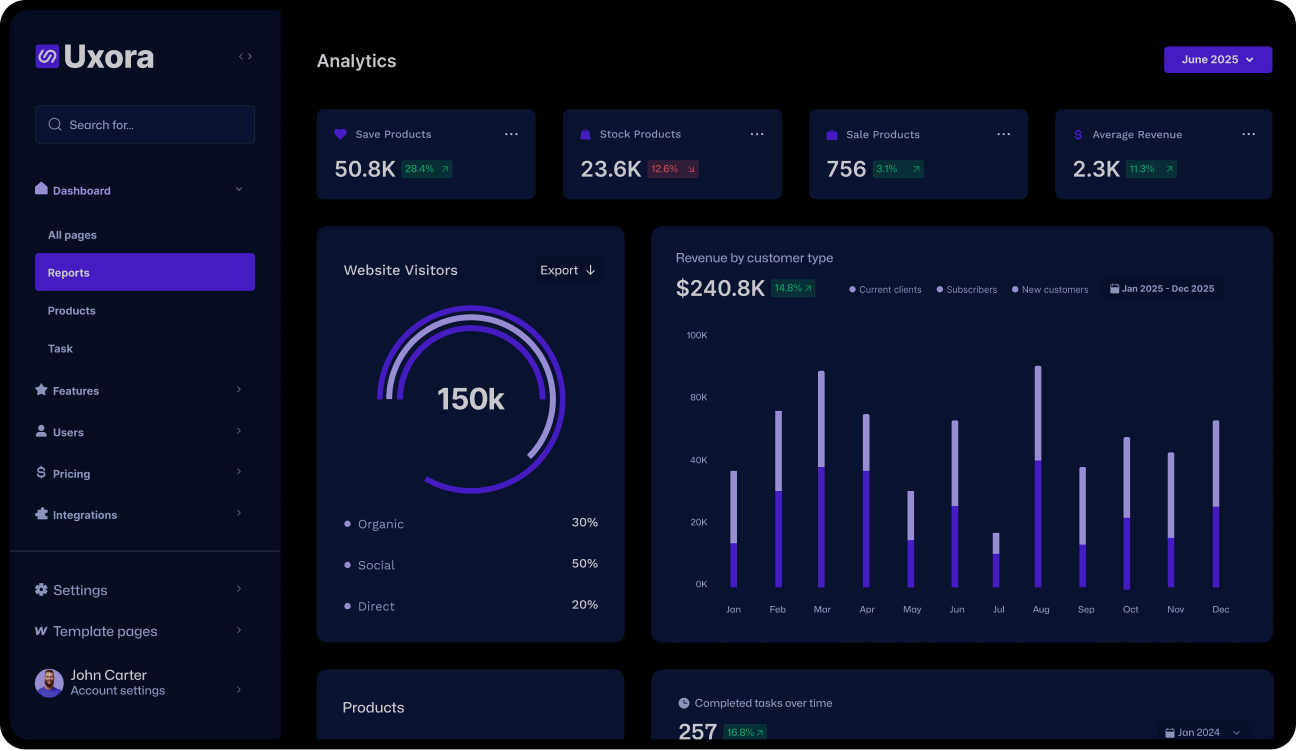 Uxora
Search for...
Dashboard
All pages
Reports
Products
Task
Features
Users
$ Pricing
Integrations
Settings
W Template pages
John Carter
Account settings
Analytics
June 2025
Save Products
50.8K 28.4%
Stock Products
23.6K 12.6%
Sale Products
756 3.1%
$ Average Revenue
2.3K 11.3%
Website Visitors
Export
150k
Organic 30%
Social 50%
Direct 20%
Revenue by customer type
$240.8K 14.8%
Current clients Subscribers New customers Jan 2025 - Dec 2025
100K
80K
40K
20K
0K
Jan Feb Mar Apr May Jun Jul Aug Sep Oct Nov Dec
Products
Completed tasks over time
257 16.8%
Jan 2024